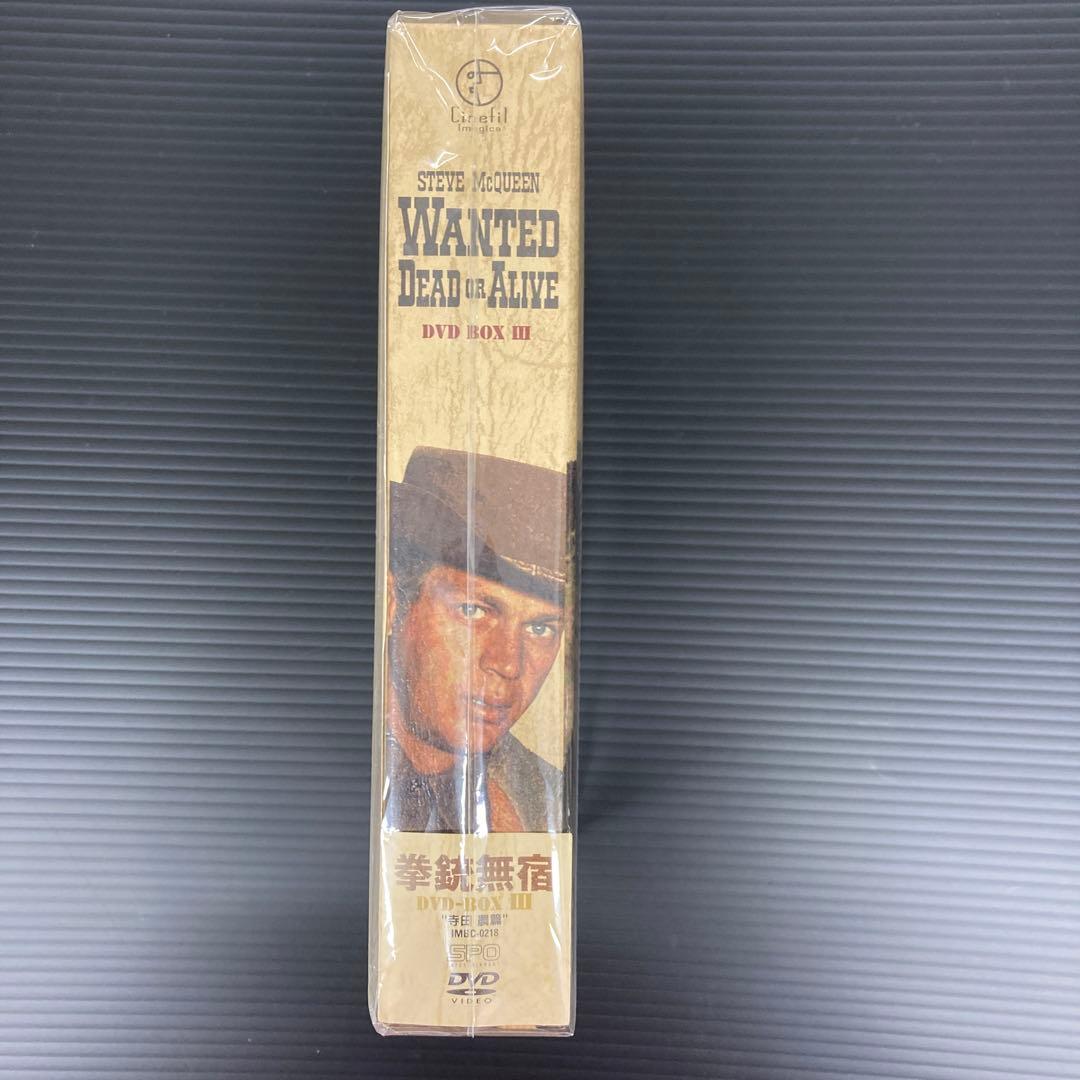 Cinefil
Imagica
STEVE McQUEEN
WANTED
DEAD OR ALIVE
DVD BOX III
拳銃無宿
DVD-BOX III
"寺田 農篇"
IMBC-0218
SPO
DVD
VIDEO